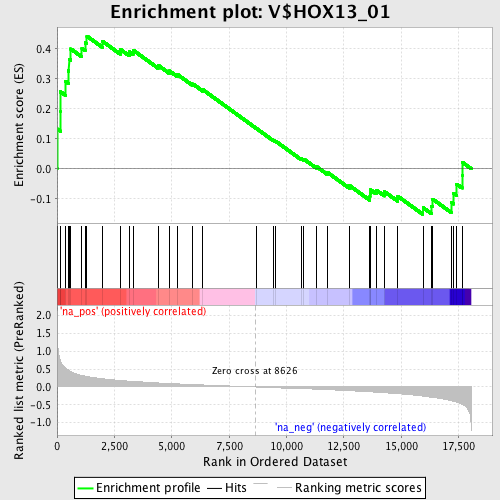 Enrichment plot: V$HOX13_01
Enrichment score (ES)
0.4
0.3
0.2
0.1
0.0
-0.1
'na_pos' (positively correlated)
Ranked list metric (PreRanked)
2.0
1.5
1.0
0.5
0.0
-0.5
-1.0
Zero cross at 8626
'na_neg' (negatively correlated)
0
2,500
5,000
7,500
10,000
12,500
15,000
17,500
Rank in Ordered Dataset
Enrichment profile
Hits
Ranking metric scores